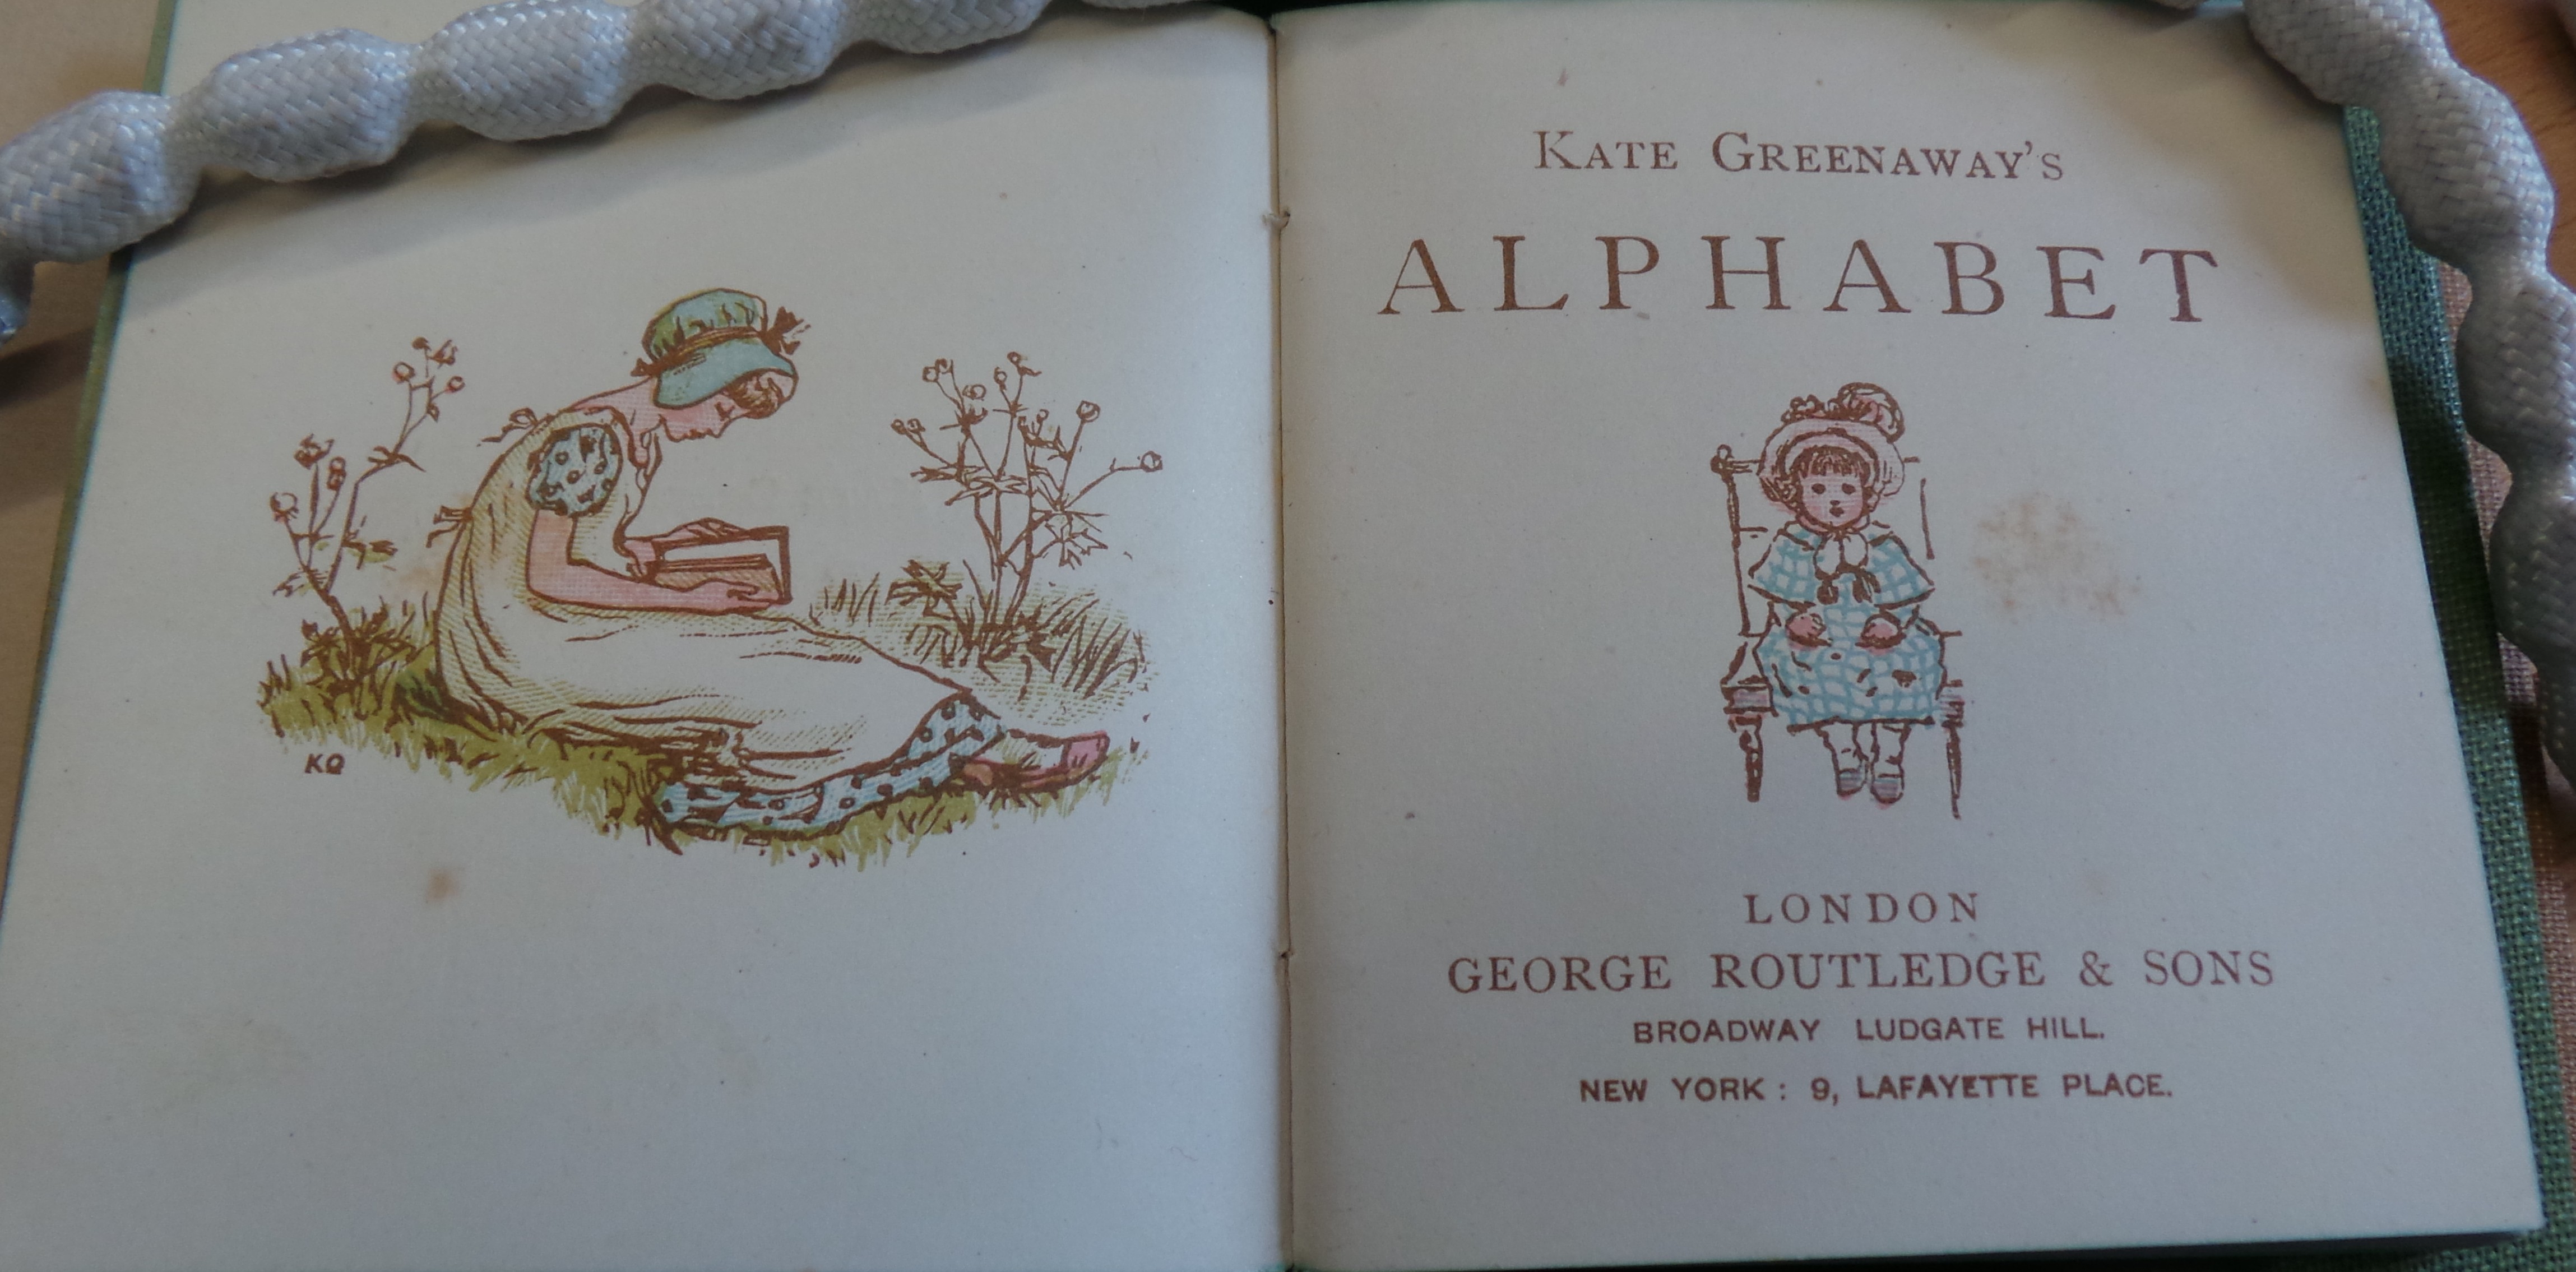 KG
KATE GREENAWAY'S
ALPHABET
LONDON
GEORGE ROUTLEDGE & SONS
BROADWAY LUDGATE HILL.
NEW YORK : 9, LAFAYETTE PLACE.